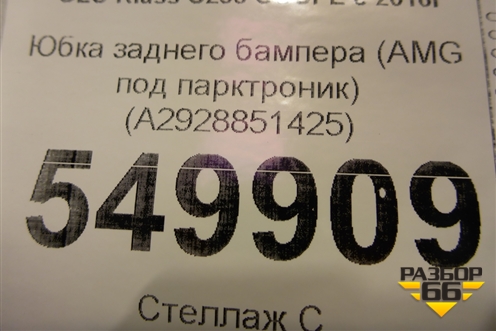 Юбка заднего бампера (AMG
под парктроник)
(A2928851425)
549909
Стеллаж С
РАЗБОР
66